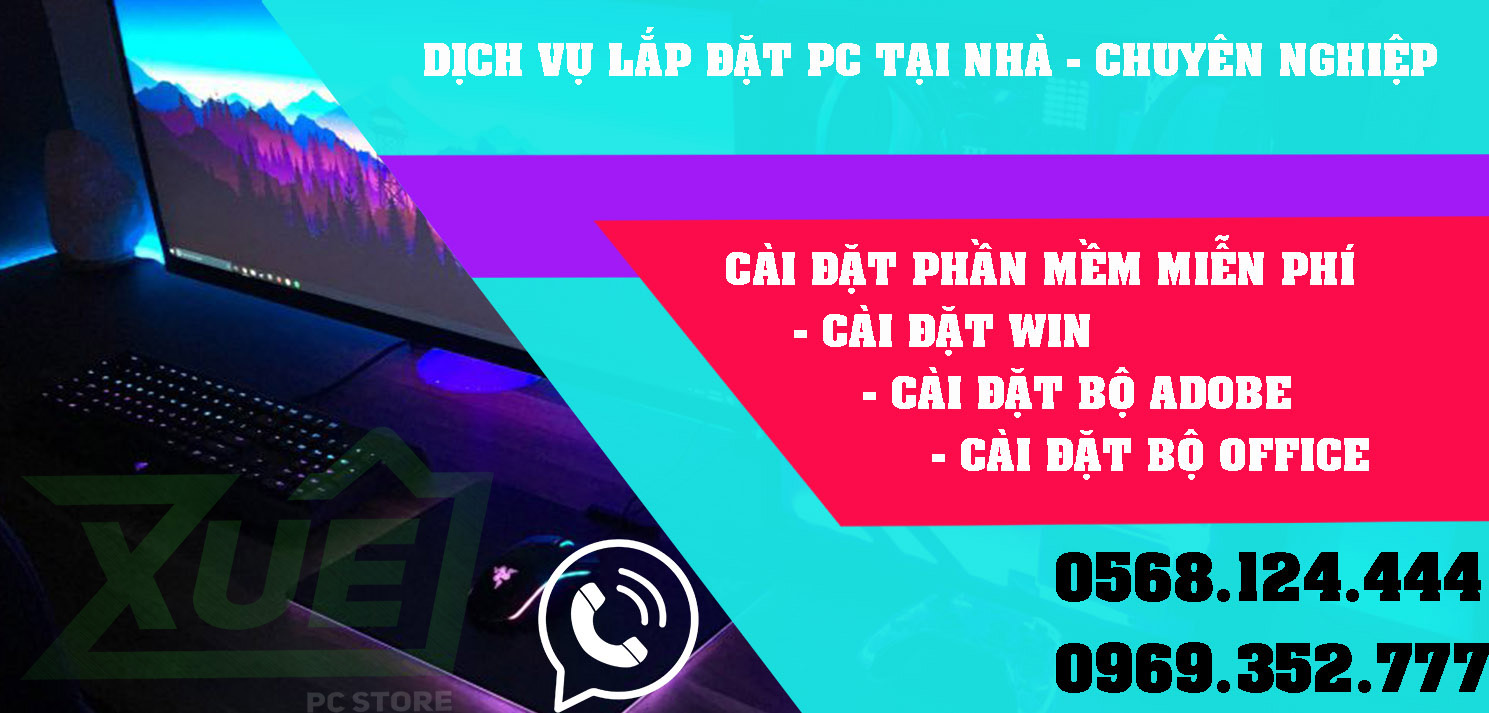 DỊCH VỤ LẮP ĐẶT PC TẠI NHÀ - CHUYÊN NGHIỆP
CÀI ĐẶT PHẦN MỀM MIỄN PHÍ
- CÀI ĐẶT WIN
- CÀI ĐẶT BỘ ADOBE
- CÀI ĐẶT BỘ OFFICE
0568.124.444
0969.352.777
XUÊ
PC STORE